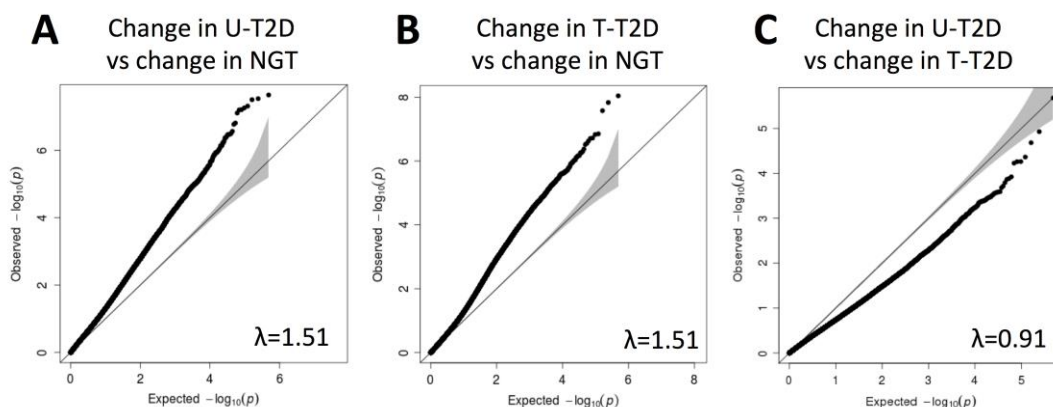 A
Change in U-T2D
vs change in NGT
Observed −log₁₀(p)
6
4
2
0
0
2
4
6
Expected −log₁₀(p)
λ=1.51
B
Change in T-T2D
vs change in NGT
Observed −log₁₀(p)
8
6
4
2
0
0
2
4
6
8
Expected −log₁₀(p)
λ=1.51
C
Change in U-T2D
vs change in T-T2D
Observed −log₁₀(p)
5
4
3
2
1
0
0
1
2
3
4
5
Expected −log₁₀(p)
λ=0.91